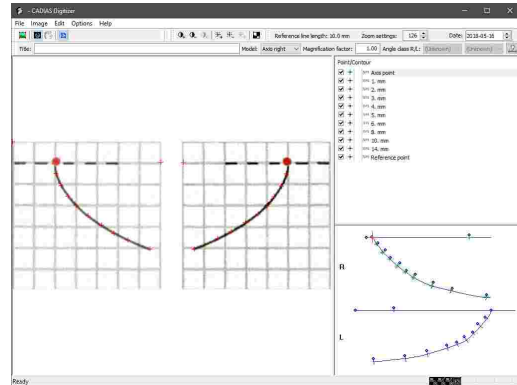 - CADIAS Digitizer
File Image Edit Options Help
Reference line length: 10.0 mm Zoom settings: 126 Date: 2018-05-16
Title: Model: Axis right Magnification factor: 1.00 Angle class R/L: (Unknown) (Unknown)
Point/Contour
Axis point
1. mm
2. mm
3. mm
4. mm
5. mm
6. mm
8. mm
10. mm
14. mm
Reference point
R
L
Ready